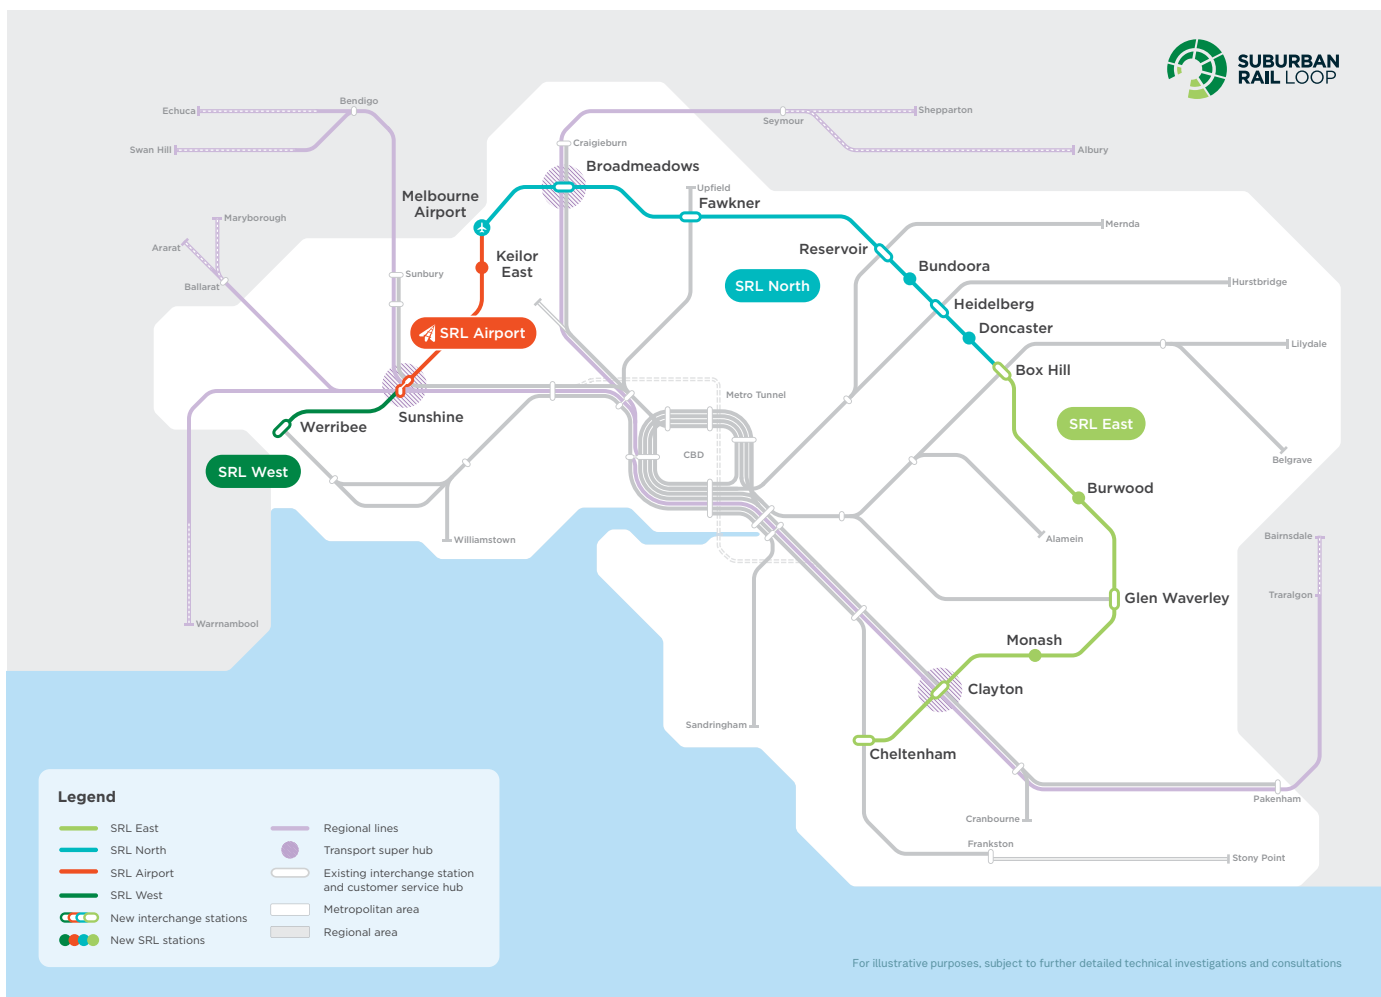 SUBURBAN
RAIL LOOP
Echuca
Bendigo
Swan Hill
Shepparton
Seymour
Albury
Craigieburn
Broadmeadows
Melbourne
Airport
Upfield
Fawkner
Maryborough
Ararat
Ballarat
Keilor
East
Sunbury
Mernda
Reservoir
Bundoora
SRL North
Hurstbridge
Heidelberg
Doncaster
SRL Airport
Lilydale
Box Hill
Metro Tunnel
Sunshine
Werribee
SRL East
CBD
Belgrave
SRL West
Burwood
Williamstown
Alamein
Bairnsdale
Glen Waverley
Traralgon
Warrnambool
Monash
Clayton
Sandringham
Cheltenham
Pakenham
Cranbourne
Frankston
Stony Point
Legend
SRL East
SRL North
SRL Airport
SRL West
New interchange stations
New SRL stations
Regional lines
Transport super hub
Existing interchange station
and customer service hub
Metropolitan area
Regional area
For illustrative purposes, subject to further detailed technical investigations and consultations